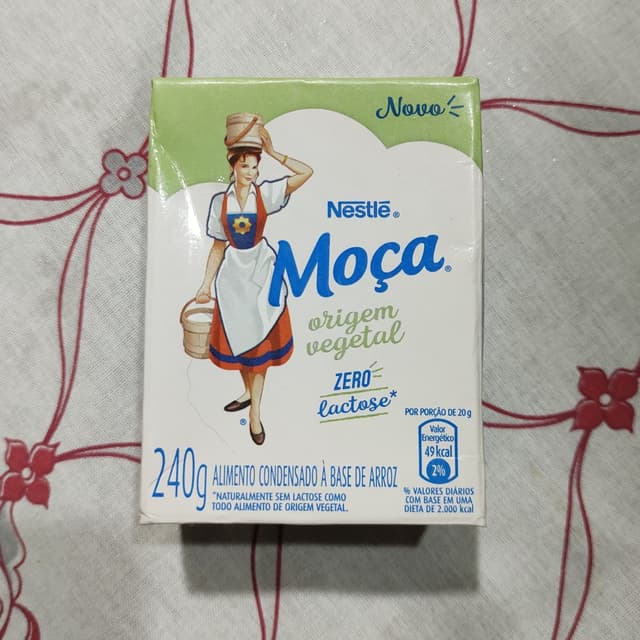 Novo
Nestlé®
Moça®
origem
vegetal
ZERO
lactose*
POR PORÇÃO DE 20 g
Valor
Energético
49 kcal
2%
% VALORES DIÁRIOS
COM BASE EM UMA
DIETA DE 2.000 kcal
®
240g ALIMENTO CONDENSADO À BASE DE ARROZ
*NATURALMENTE SEM LACTOSE COMO
TODO ALIMENTO DE ORIGEM VEGETAL.